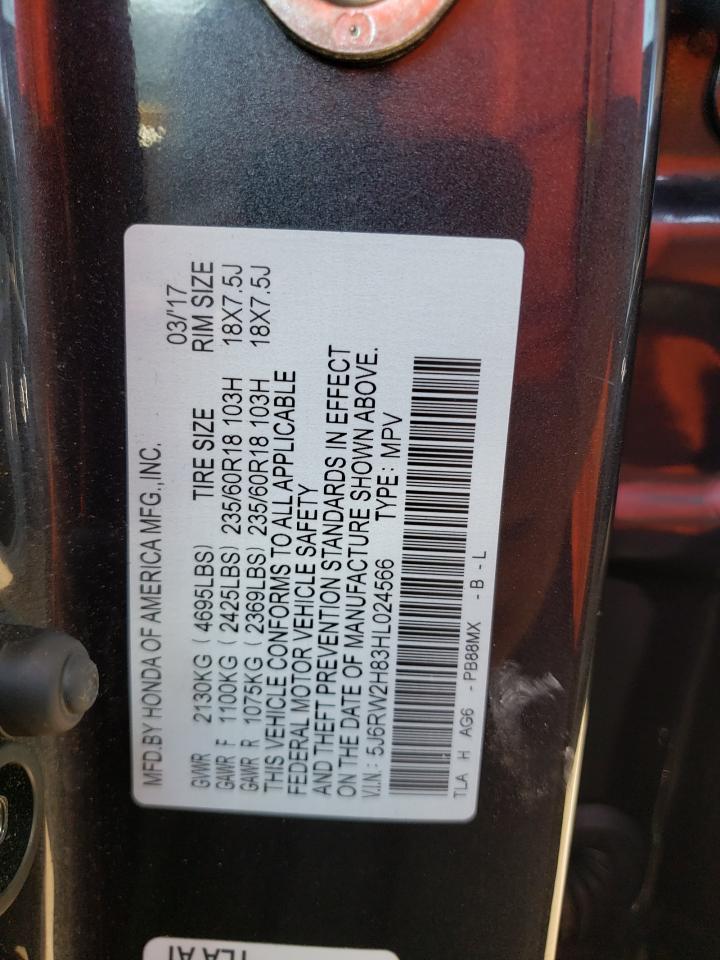 MFD.BY HONDA OF AMERICA MFG.,INC. 03/'17
TIRE SIZE RIM SIZE
GVWR 2130KG ( 4695LBS)
GAWR F 1100KG ( 2425LBS) 235/60R18 103H 18X7.5J
GAWR R 1075KG ( 2369LBS) 235/60R18 103H 18X7.5J
THIS VEHICLE CONFORMS TO ALL APPLICABLE
FEDERAL MOTOR VEHICLE SAFETY
AND THEFT PREVENTION STANDARDS IN EFFECT
ON THE DATE OF MANUFACTURE SHOWN ABOVE.
V.I.N.: 5J6RW2H83HL024566 TYPE: MPV
TLA H AG6 - PB88MX - B - L